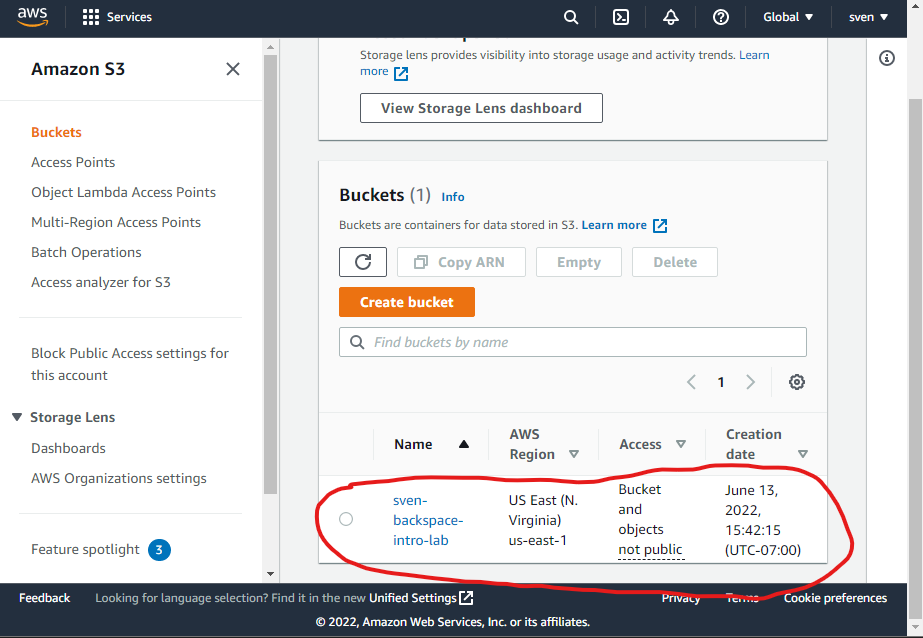 aws
Services
Global
sven
Amazon S3
Buckets
Access Points
Object Lambda Access Points
Multi-Region Access Points
Batch Operations
Access analyzer for S3
Block Public Access settings for
this account
Storage Lens
Dashboards
AWS Organizations settings
Feature spotlight 3
Storage lens provides visibility into storage usage and activity trends. Learn
more
View Storage Lens dashboard
Buckets (1) Info
Buckets are containers for data stored in S3. Learn more
Copy ARN
Empty
Delete
Create bucket
Find buckets by name
1
Name
AWS
Region
Access
Creation
date
sven-
backspace-
intro-lab
US East (N.
Virginia)
us-east-1
Bucket
and
objects
not public
June 13,
2022,
15:42:15
(UTC-07:00)
Feedback
Looking for language selection? Find it in the new Unified Settings
Privacy
Terms
Cookie preferences
© 2022, Amazon Web Services, Inc. or its affiliates.